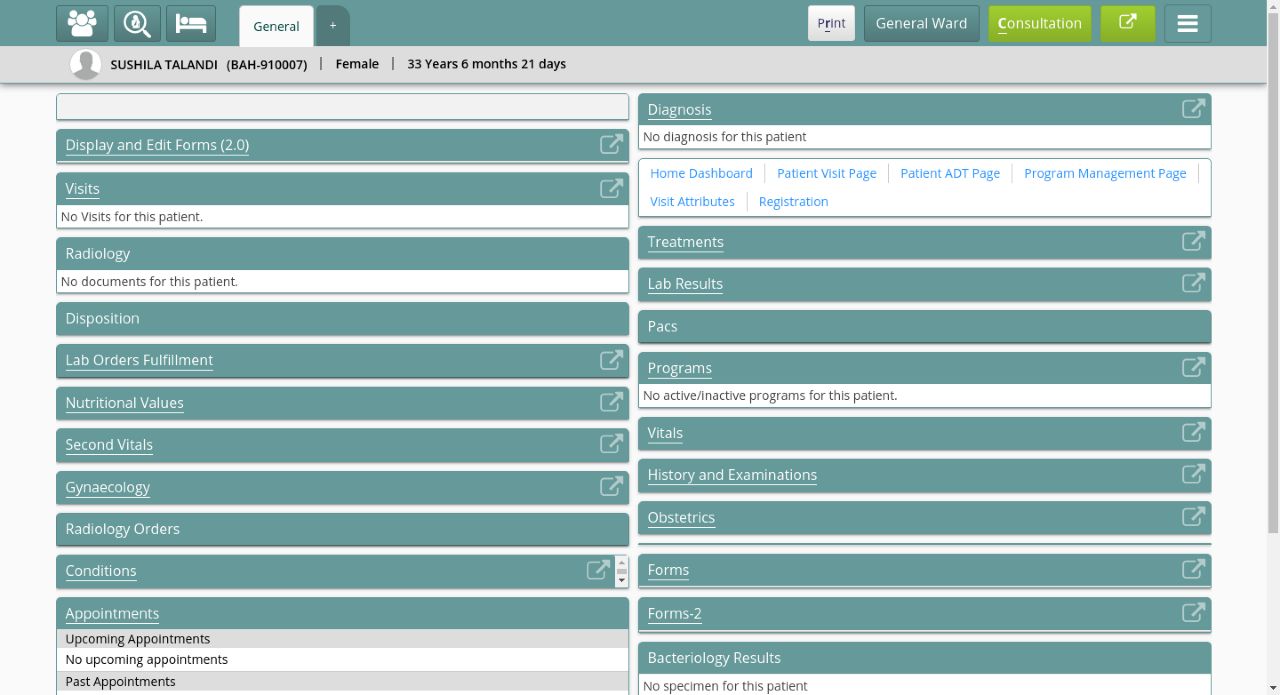 General
+
Print
General Ward
Consultation
SUSHILA TALANDI (BAH-910007) | Female | 33 Years 6 months 21 days
Display and Edit Forms (2.0)
Visits
No Visits for this patient.
Radiology
No documents for this patient.
Disposition
Lab Orders Fulfillment
Nutritional Values
Second Vitals
Gynaecology
Radiology Orders
Conditions
Appointments
Upcoming Appointments
No upcoming appointments
Past Appointments
Diagnosis
No diagnosis for this patient
Home Dashboard | Patient Visit Page | Patient ADT Page | Program Management Page |
Visit Attributes | Registration
Treatments
Lab Results
Pacs
Programs
No active/inactive programs for this patient.
Vitals
History and Examinations
Obstetrics
Forms
Forms-2
Bacteriology Results
No specimen for this patient